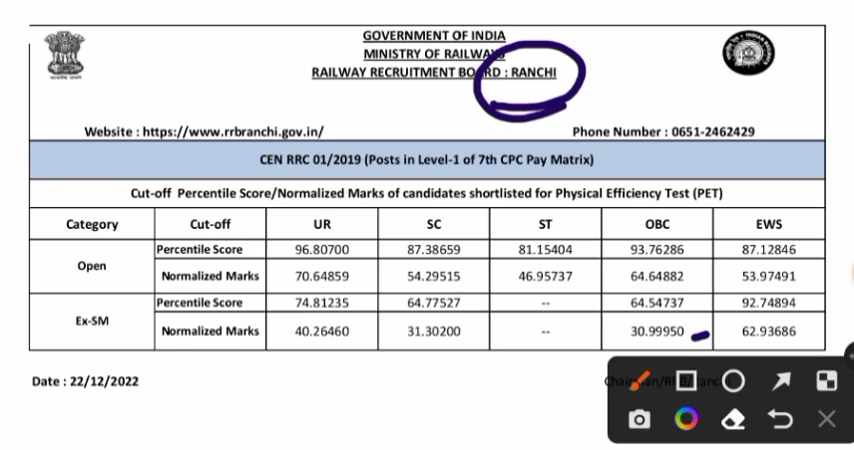 GOVERNMENT OF INDIA
MINISTRY OF RAILWAYS
RAILWAY RECRUITMENT BOARD : RANCHI
Website : https://www.rrbranchi.gov.in/ Phone Number : 0651-2462429
CEN RRC 01/2019 (Posts in Level-1 of 7th CPC Pay Matrix)
Cut-off Percentile Score/Normalized Marks of candidates shortlisted for Physical Efficiency Test (PET)
Category Cut-off UR SC ST OBC EWS
Open Percentile Score 96.80700 87.38659 81.15404 93.76286 87.12846
Normalized Marks 70.64859 54.29515 46.95737 64.64882 53.97491
Ex-SM Percentile Score 74.81235 64.77527 -- 64.54737 92.74894
Normalized Marks 40.26460 31.30200 -- 30.99950 62.93686
Date : 22/12/2022